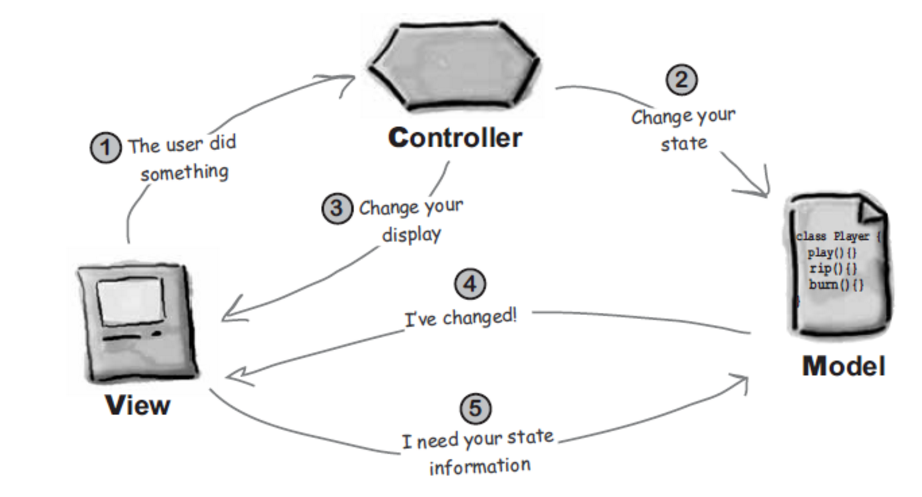 Controller
1
The user did
something
2
Change your
state
3
Change your
display
class Player {
play(){}
rip(){}
burn(){}
}
4
I've changed!
Model
View
5
I need your state
information